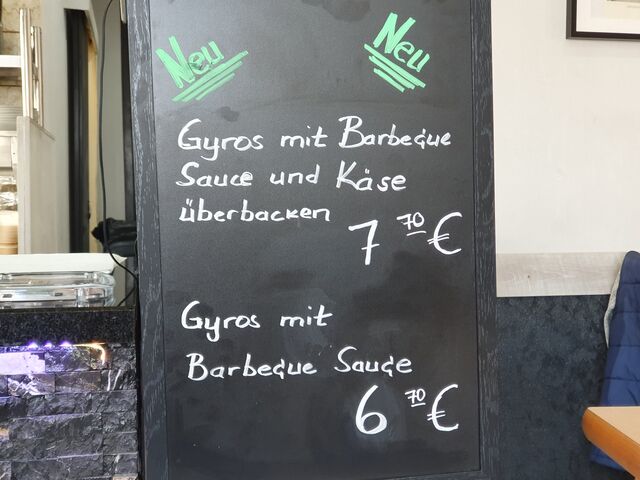 Neu Neu
Gyros mit Barbeque
Sauce und Käse
überbacken
7 70 €
Gyros mit
Barbeque Sauce
6 70 €